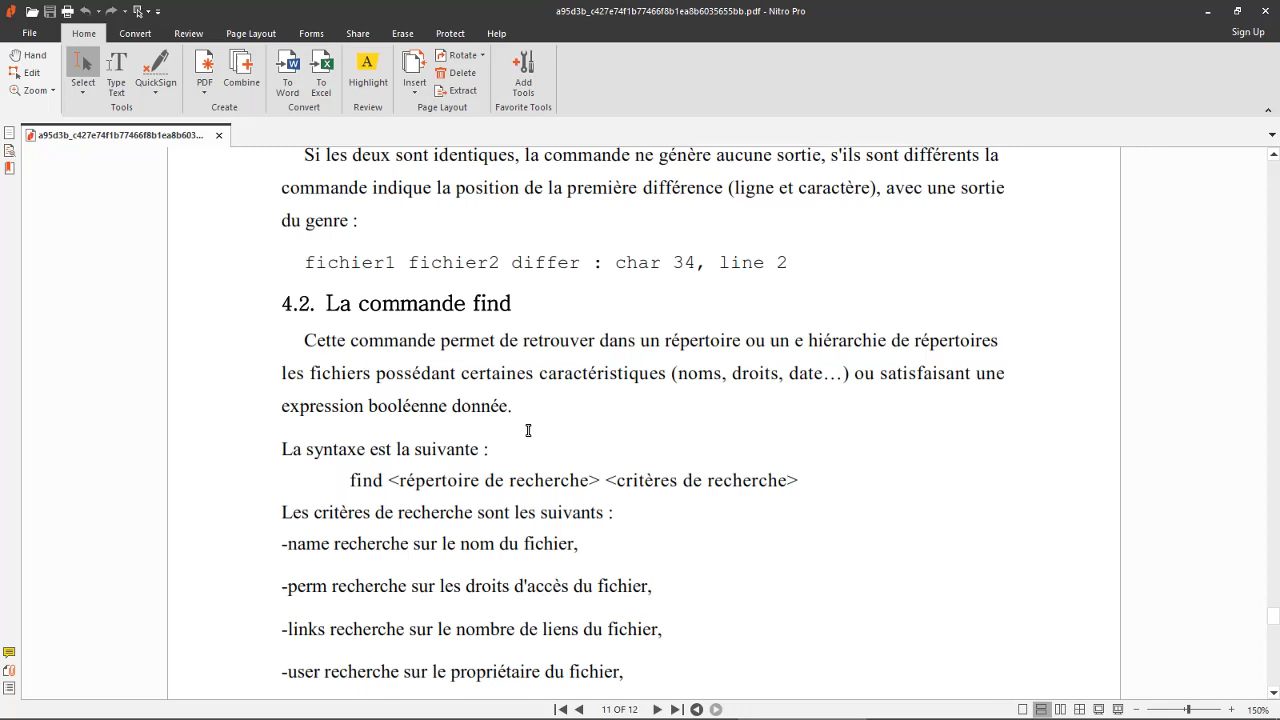 a95d3b_c427e74f1b77466f8b1ea8b6035655bb.pdf - Nitro Pro
File Home Convert Review Page Layout Forms Share Erase Protect Help Sign Up
Hand
Edit
Zoom
Select
Type Text
QuickSign
Tools
PDF
Combine
Create
To Word
To Excel
Convert
Highlight
Review
Insert
Rotate
Delete
Extract
Page Layout
Add Tools
Favorite Tools
a95d3b_c427e74f1b77466f8b1ea8b603...
Si les deux sont identiques, la commande ne génère aucune sortie, s'ils sont différents la
commande indique la position de la première différence (ligne et caractère), avec une sortie
du genre :
fichier1 fichier2 differ : char 34, line 2
4.2. La commande find
Cette commande permet de retrouver dans un répertoire ou un e hiérarchie de répertoires
les fichiers possédant certaines caractéristiques (noms, droits, date…) ou satisfaisant une
expression booléenne donnée.
La syntaxe est la suivante :
find <répertoire de recherche> <critères de recherche>
Les critères de recherche sont les suivants :
-name recherche sur le nom du fichier,
-perm recherche sur les droits d'accès du fichier,
-links recherche sur le nombre de liens du fichier,
-user recherche sur le propriétaire du fichier,
11 OF 12
150%